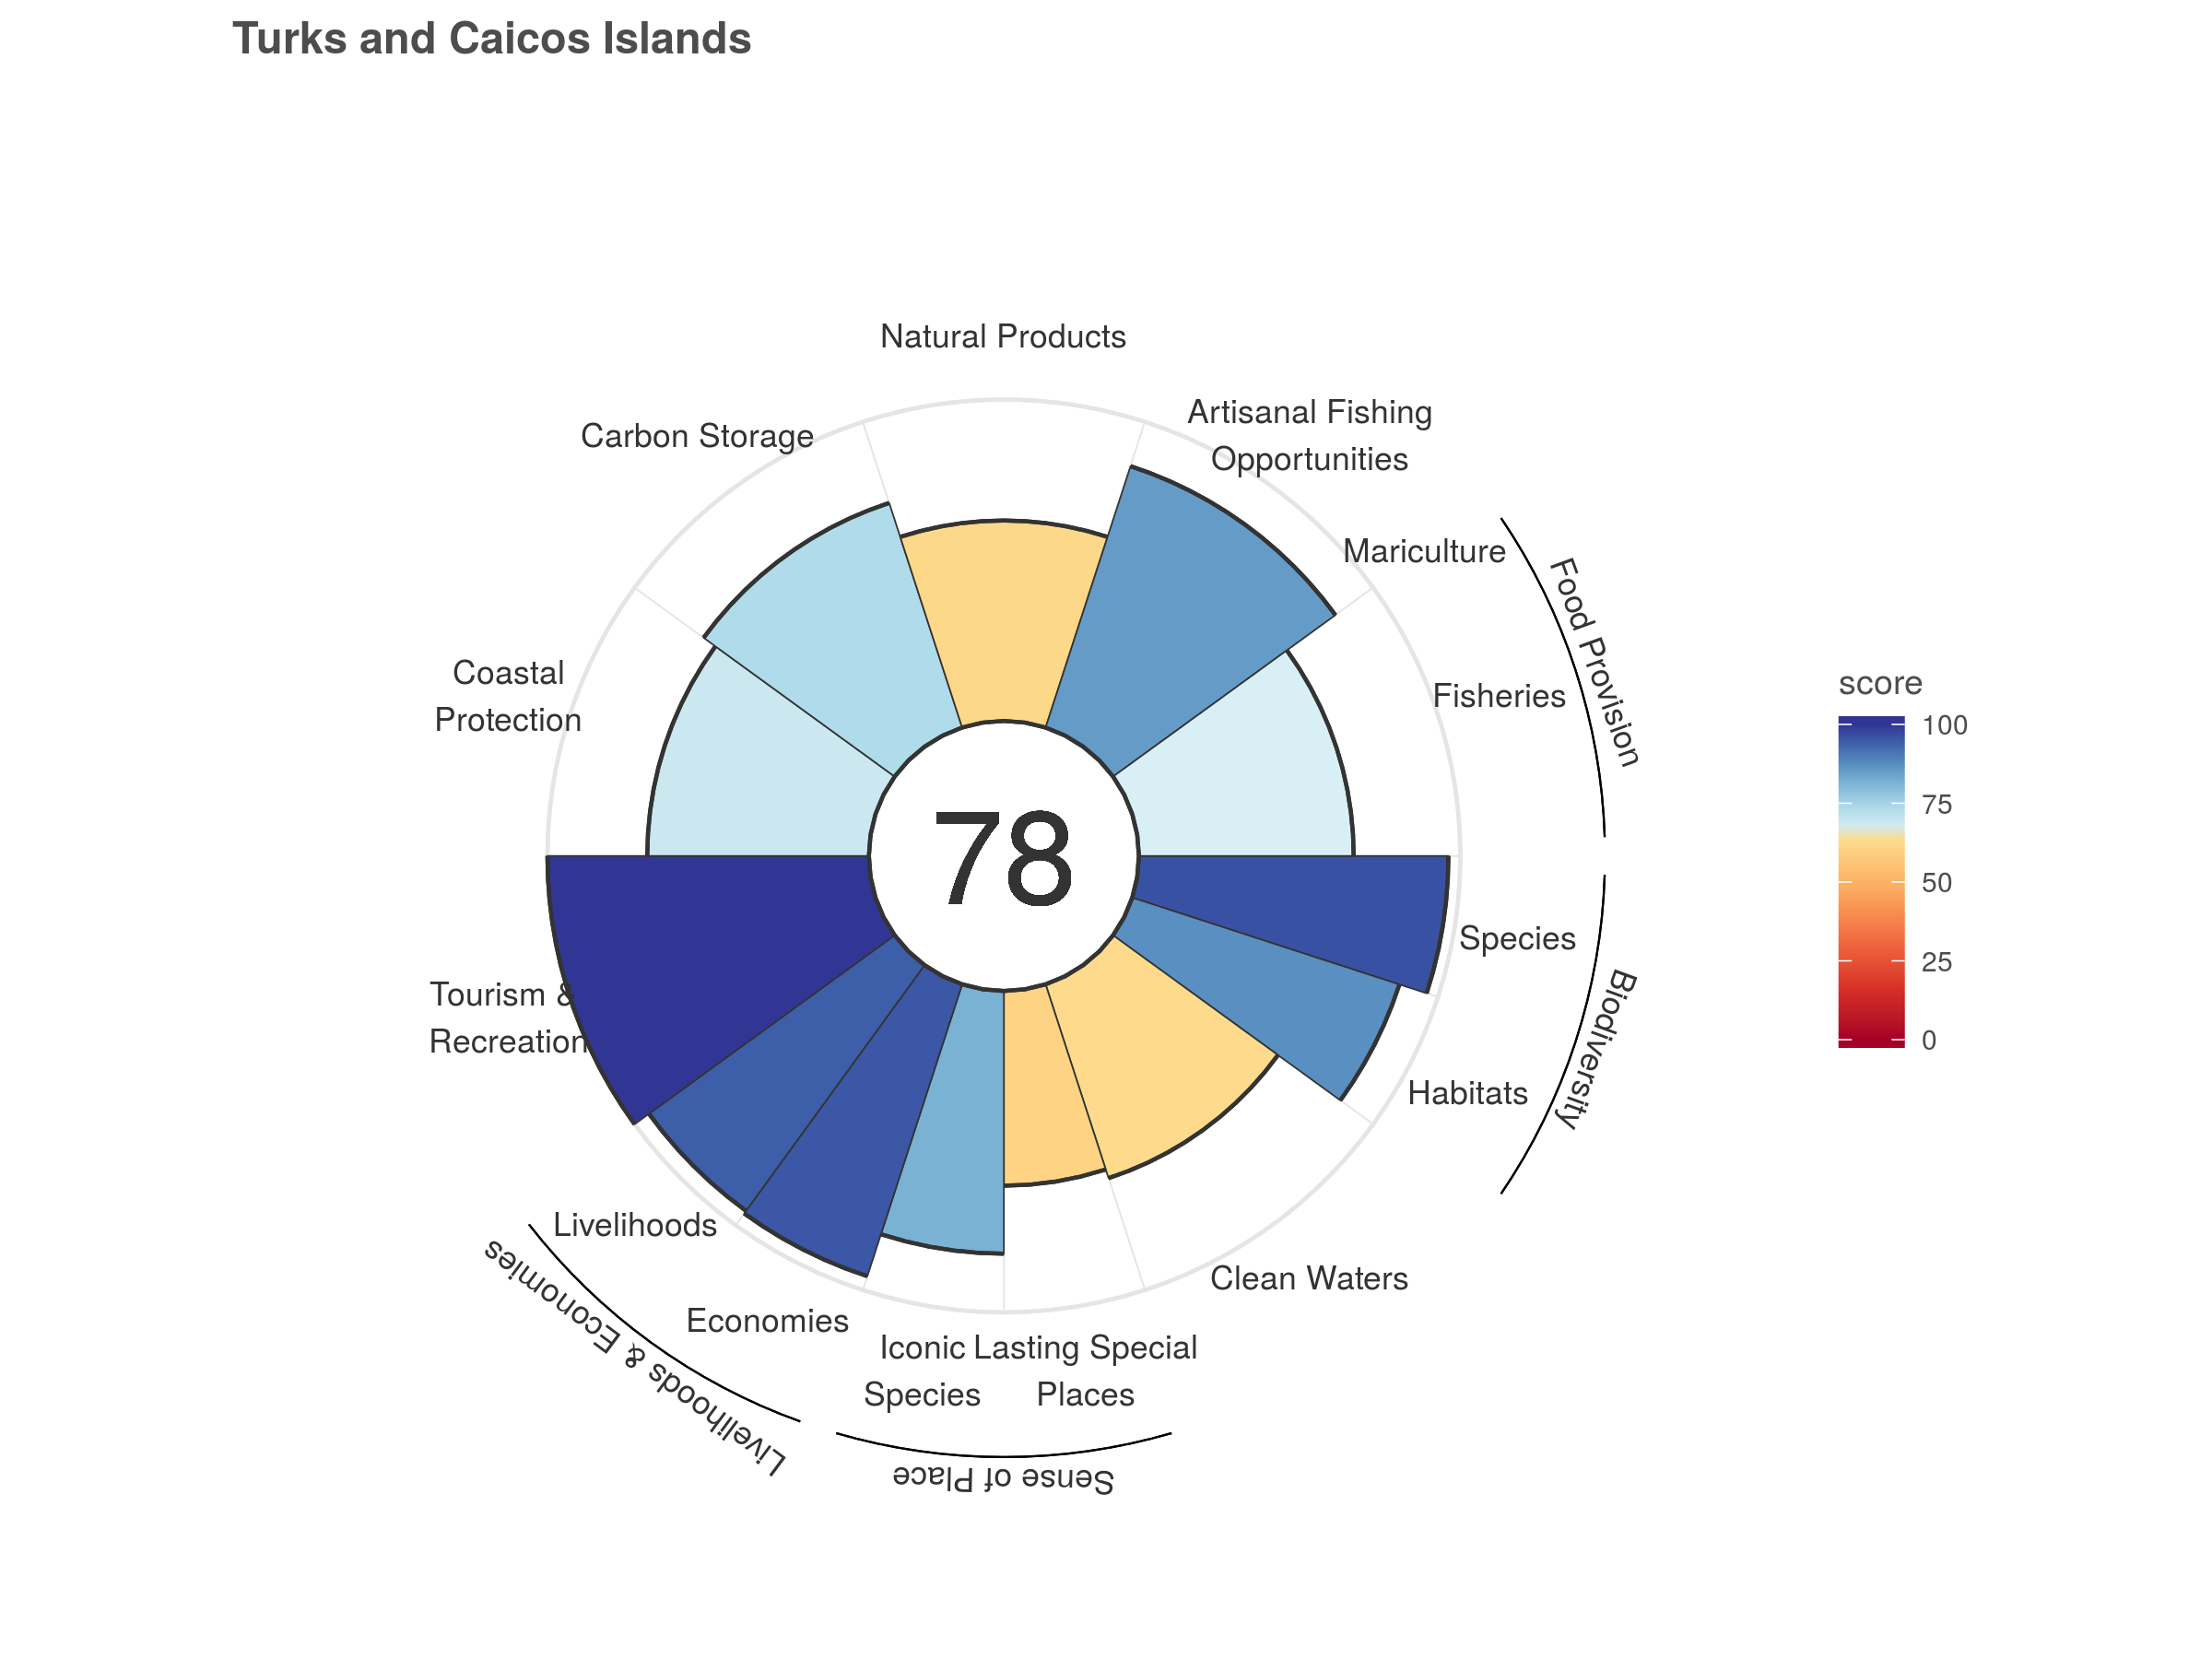 Turks and Caicos Islands
Natural Products
Artisanal Fishing
Opportunities
Carbon Storage
Mariculture
Food Provision
Fisheries
Coastal
Protection
score
100
75
50
25
0
78
Species
Biodiversity
Tourism &
Recreation
Habitats
Livelihoods
Clean Waters
Livelihoods & Economies
Economies
Iconic
Species
Lasting Special
Places
Sense of Place